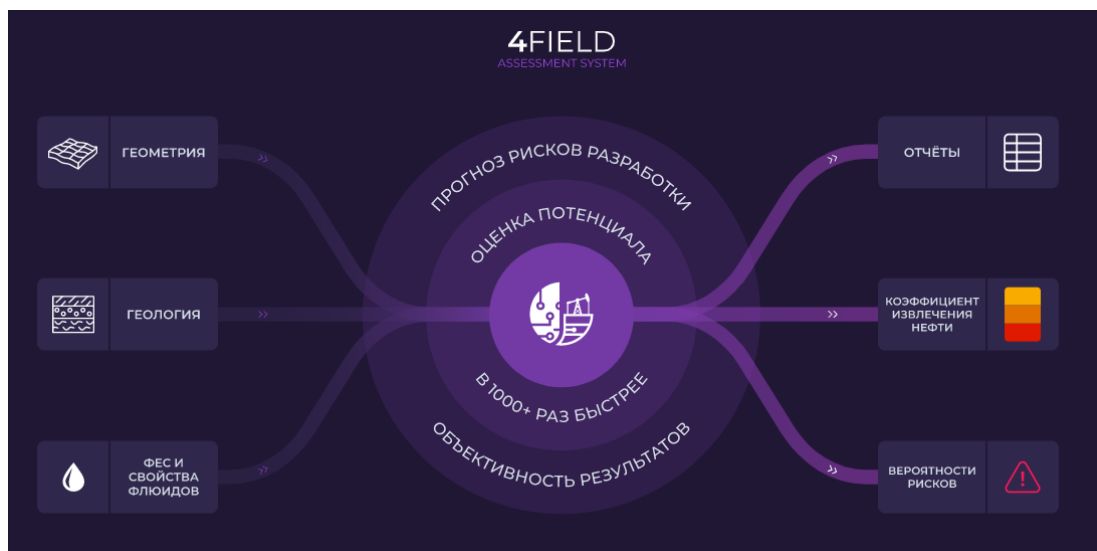 4FIELD
ASSESSMENT SYSTEM
ГЕОМЕТРИЯ
ГЕОЛОГИЯ
ФЕС И
СВОЙСТВА
ФЛЮИДОВ
ПРОГНОЗ РИСКОВ РАЗРАБОТКИ
ОЦЕНКА ПОТЕНЦИАЛА
В 1000+ РАЗ БЫСТРЕЕ
ОБЪЕКТИВНОСТЬ РЕЗУЛЬТАТОВ
ОТЧЁТЫ
КОЭФФИЦИЕНТ
ИЗВЛЕЧЕНИЯ
НЕФТИ
ВЕРОЯТНОСТИ
РИСКОВ